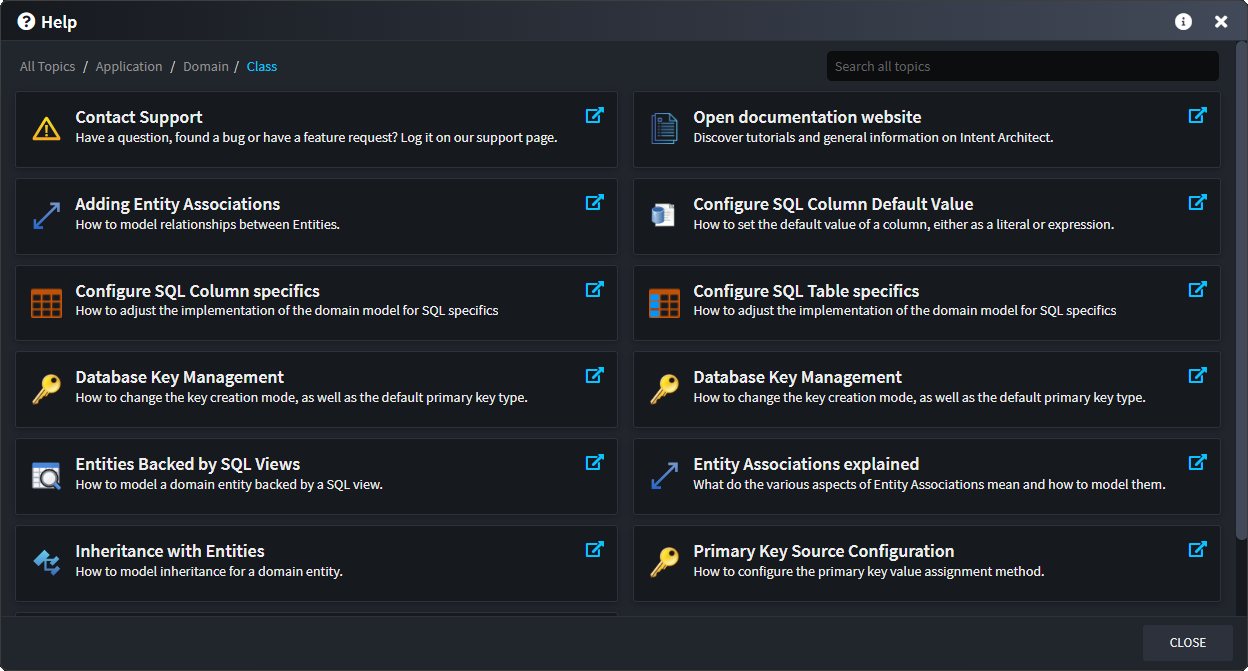 Help
All Topics / Application / Domain / Class
Search all topics
Contact Support
Have a question, found a bug or have a feature request? Log it on our support page.
Open documentation website
Discover tutorials and general information on Intent Architect.
Adding Entity Associations
How to model relationships between Entities.
Configure SQL Column Default Value
How to set the default value of a column, either as a literal or expression.
Configure SQL Column specifics
How to adjust the implementation of the domain model for SQL specifics
Configure SQL Table specifics
How to adjust the implementation of the domain model for SQL specifics
Database Key Management
How to change the key creation mode, as well as the default primary key type.
Database Key Management
How to change the key creation mode, as well as the default primary key type.
Entities Backed by SQL Views
How to model a domain entity backed by a SQL view.
Entity Associations explained
What do the various aspects of Entity Associations mean and how to model them.
Inheritance with Entities
How to model inheritance for a domain entity.
Primary Key Source Configuration
How to configure the primary key value assignment method.
CLOSE